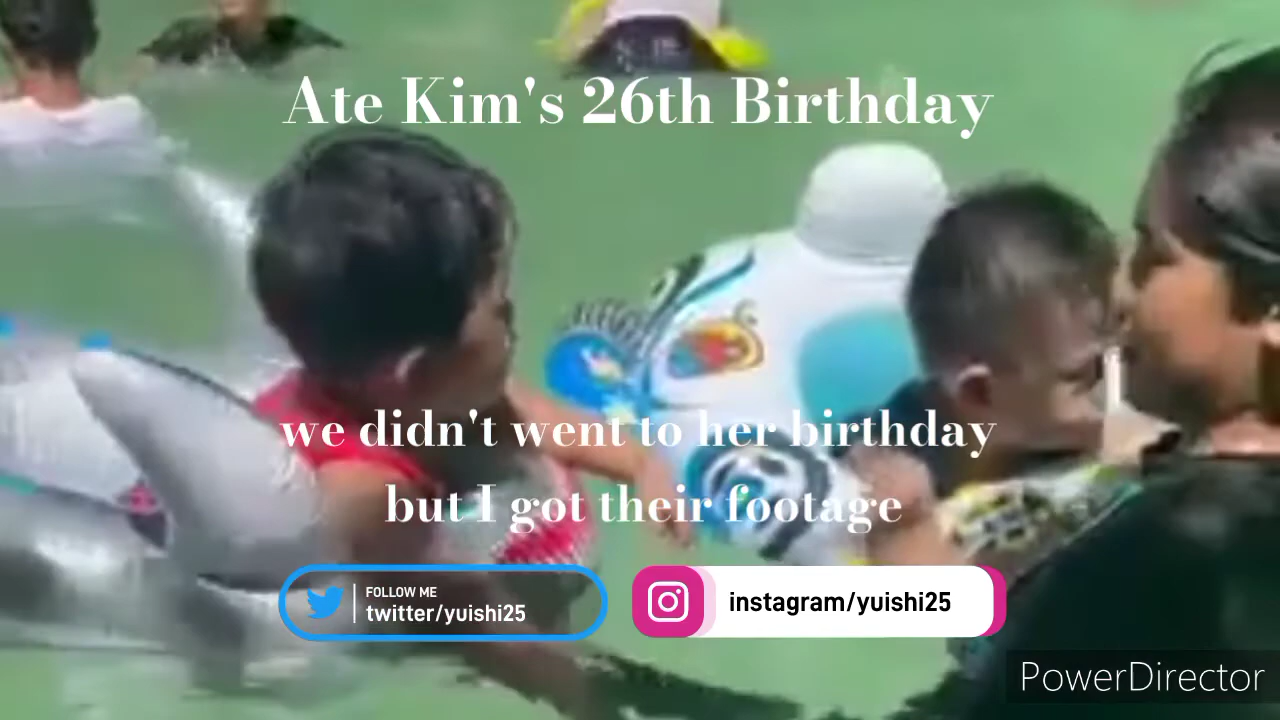 Ate Kim's 26th Birthday
we didn't went to her birthday
but I got their footage
FOLLOW ME
twitter/yuishi25
instagram/yuishi25
PowerDirector